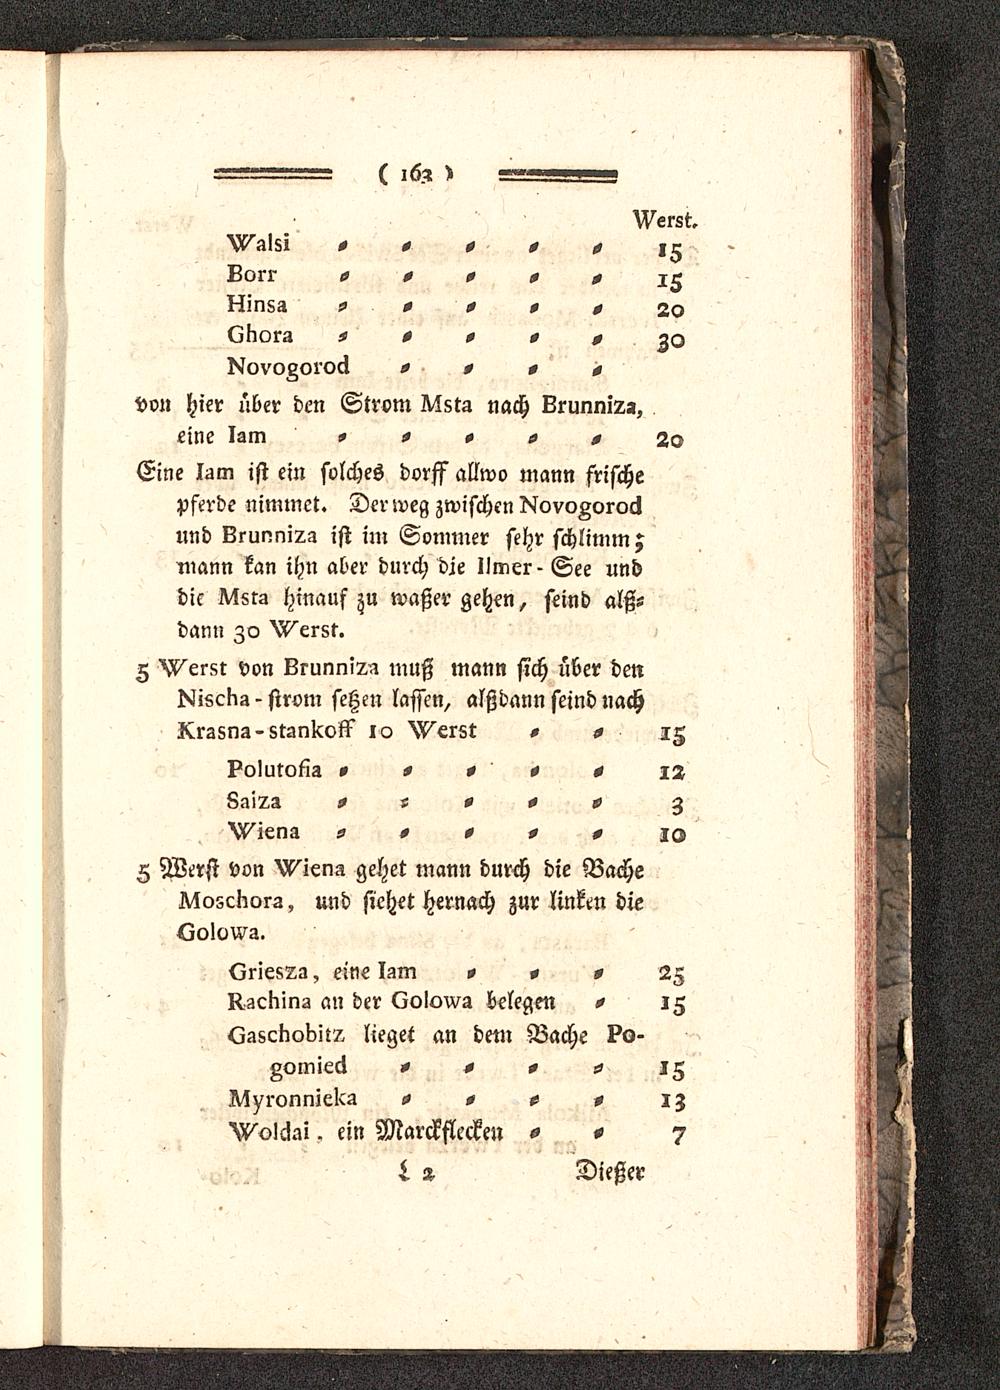 ( 163 )
Werst.
Walsi 15
Borr 15
Hinsa 20
Ghora 30
Novogorod
von hier über den Strom Msta nach Brunniza,
eine Iam 20
Eine Iam ist ein solches dorff allwo mann frische
pferde nimmet. Der weg zwischen Novogorod
und Brunniza ist im Sommer sehr schlimm;
mann kan ihn aber durch die Ilmer-See und
die Msta hinauf zu waßer gehen, seind alß=
dann 30 Werst.
5 Werst von Brunniza muß mann sich über den
Nischa-strom setzen lassen, alßdann seind nach
Krasna-stankoff 10 Werst 15
Polutofia 12
Saiza 3
Wiena 10
5 Werst von Wiena gehet mann durch die Bache
Moschora, und siehet hernach zur linken die
Golowa.
Griesza, eine Iam 25
Rachina an der Golowa belegen 15
Gaschobitz lieget an dem Bache Po-
gomied 15
Myronnieka 13
Woldai, ein Marckflecken 7
L 2 Dießer